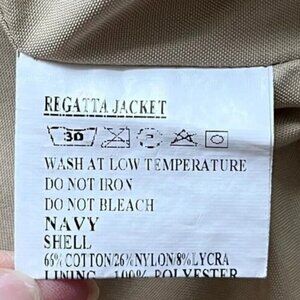 REGATTA JACKET
30
WASH AT LOW TEMPERATURE
DO NOT IRON
DO NOT BLEACH
NAVY
SHELL
66% COTTON/26% NYLON/8% LYCRA
LINING 100% POLYESTER